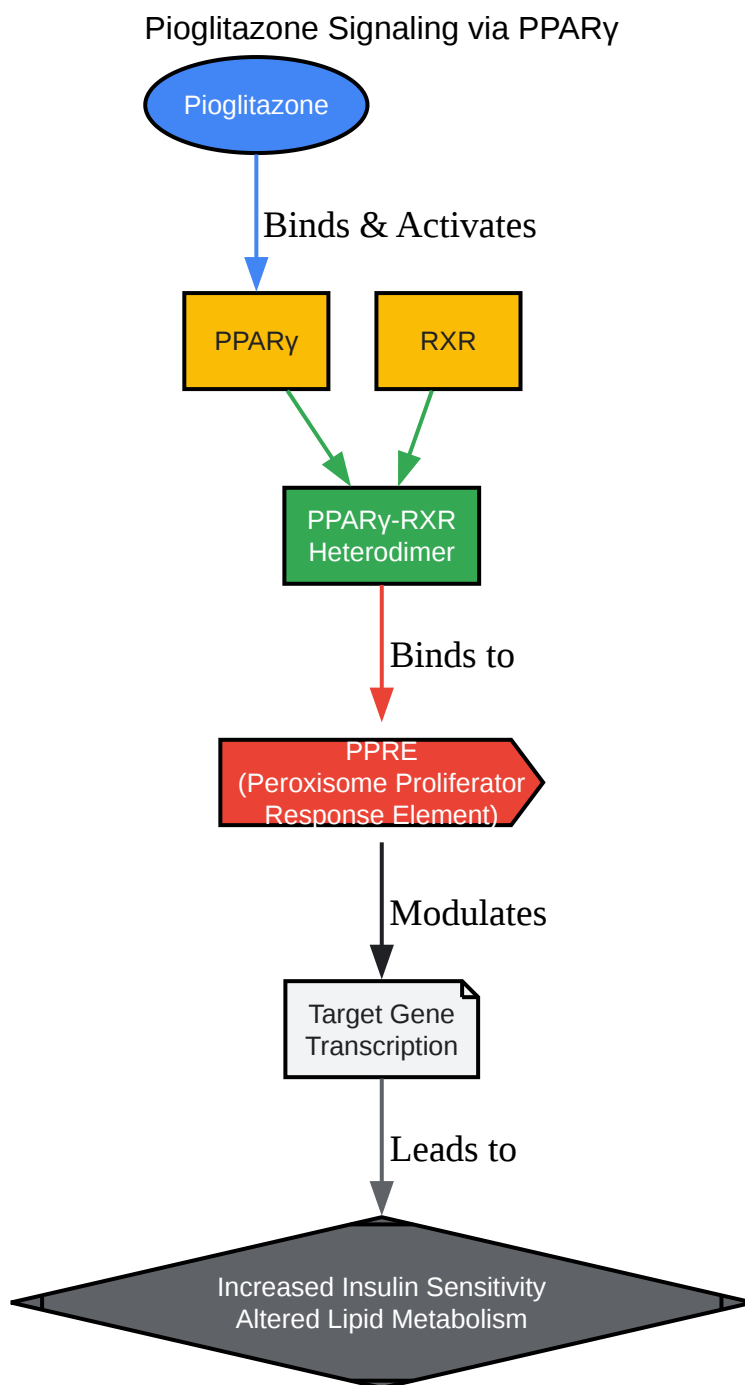 Pioglitazone Signaling via PPARγ
Pioglitazone
Binds & Activates
PPARγ
RXR
PPARγ-RXR
Heterodimer
Binds to
PPRE
(Peroxisome Proliferator
Response Element)
Modulates
Target Gene
Transcription
Leads to
Increased Insulin Sensitivity
Altered Lipid Metabolism